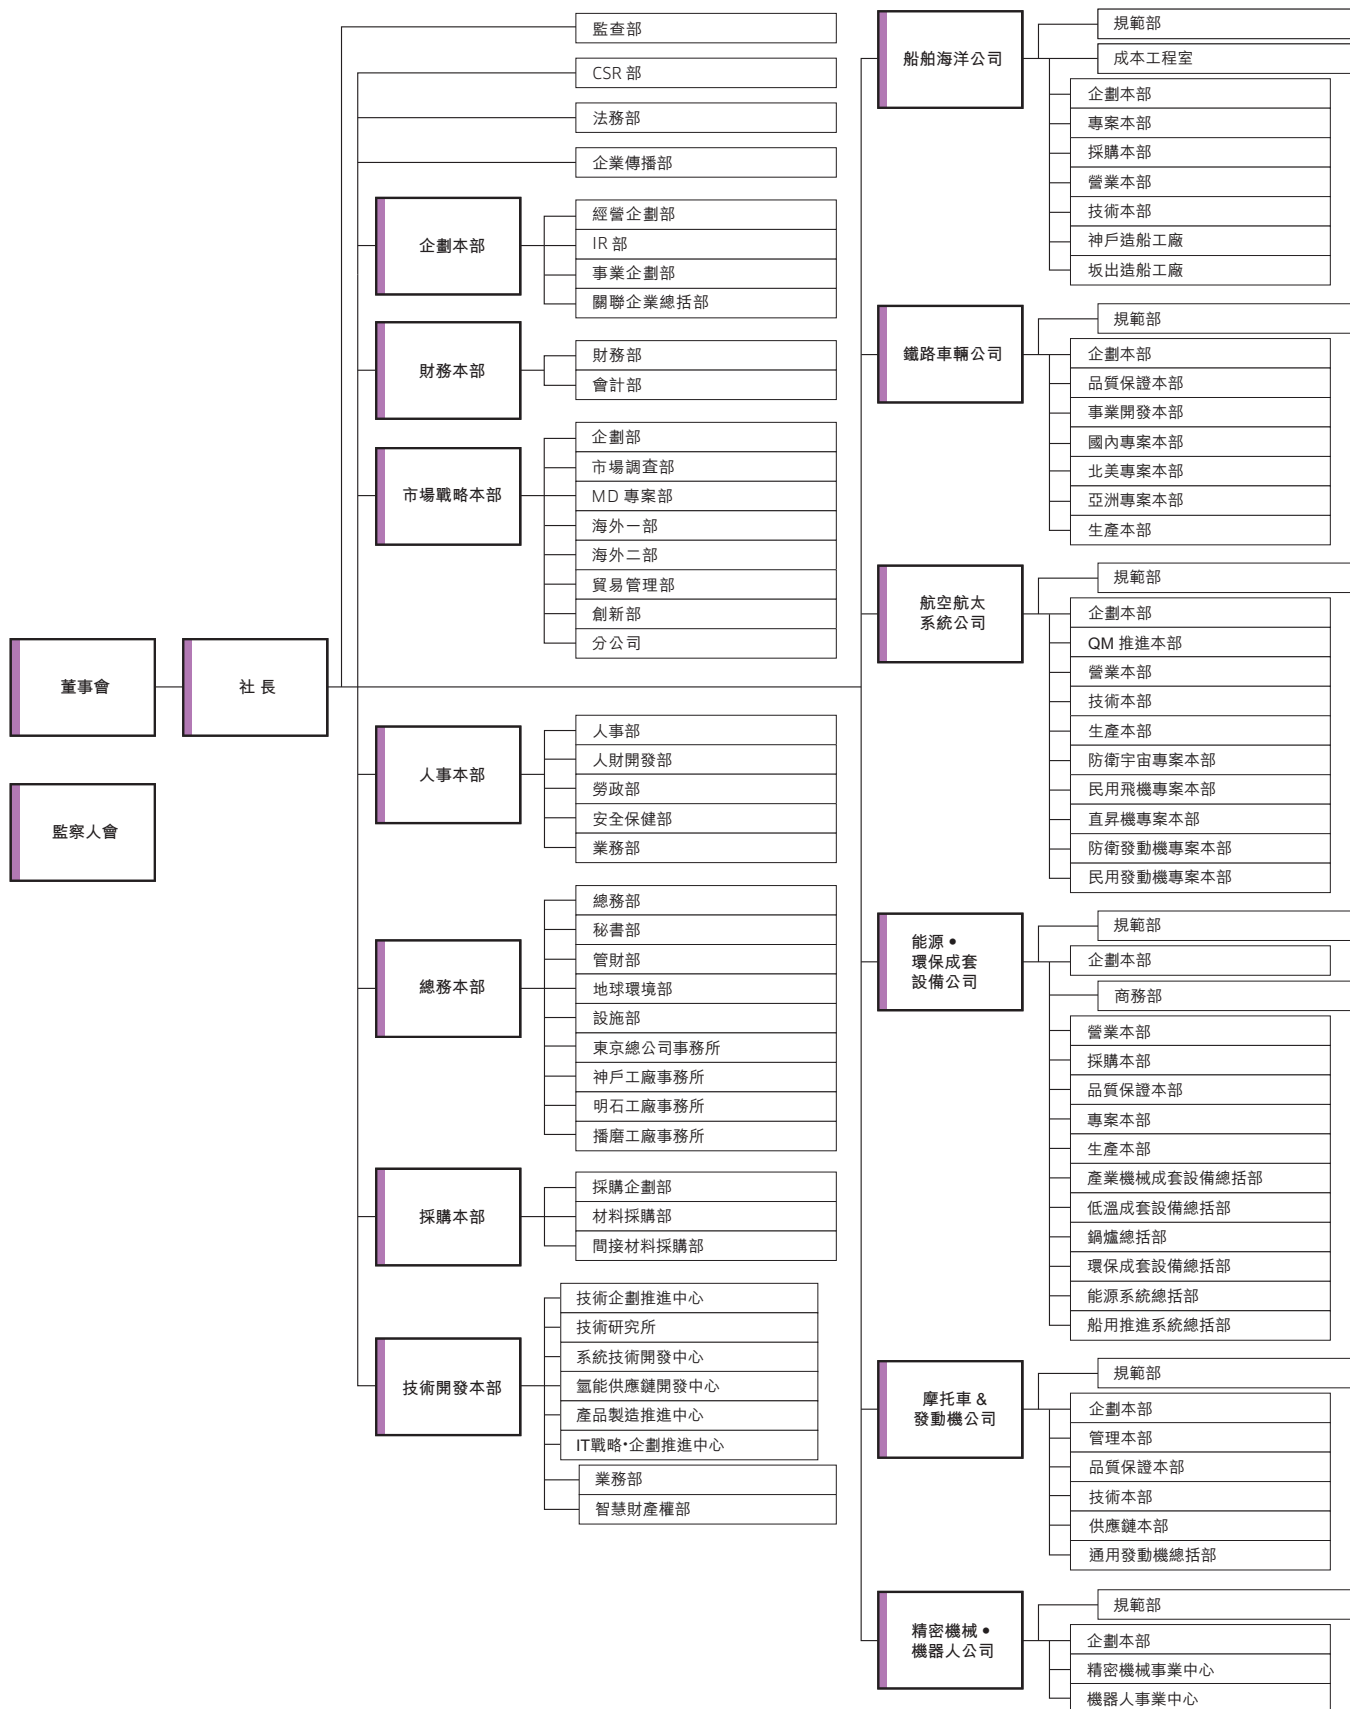 董事會
社 長
監察人會
監查部
CSR 部
法務部
企業傳播部
企劃本部
經營企劃部
IR 部
事業企劃部
關聯企業總括部
財務本部
財務部
會計部
市場戰略本部
企劃部
市場調查部
MD 專案部
海外一部
海外二部
貿易管理部
創新部
分公司
人事本部
人事部
人財開發部
勞政部
安全保健部
業務部
總務本部
總務部
秘書部
管財部
地球環境部
設施部
東京總公司事務所
神戶工廠事務所
明石工廠事務所
播磨工廠事務所
採購本部
採購企劃部
材料採購部
間接材料採購部
技術開發本部
技術企劃推進中心
技術研究所
系統技術開發中心
氫能供應鏈開發中心
產品製造推進中心
IT戰略•企劃推進中心
業務部
智慧財產權部
船舶海洋公司
規範部
成本工程室
企劃本部
專案本部
採購本部
營業本部
技術本部
神戶造船工廠
坂出造船工廠
鐵路車輛公司
規範部
企劃本部
品質保證本部
事業開發本部
國內專案本部
北美專案本部
亞洲專案本部
生產本部
航空航太
系統公司
規範部
企劃本部
QM 推進本部
營業本部
技術本部
生產本部
防衛宇宙專案本部
民用飛機專案本部
直昇機專案本部
防衛發動機專案本部
民用發動機專案本部
能源•
環保成套
設備公司
規範部
企劃本部
商務部
營業本部
採購本部
品質保證本部
專案本部
生產本部
產業機械成套設備總括部
低溫成套設備總括部
鍋爐總括部
環保成套設備總括部
能源系統總括部
船用推進系統總括部
摩托車 &
發動機公司
規範部
企劃本部
管理本部
品質保證本部
技術本部
供應鏈本部
通用發動機總括部
精密機械•
機器人公司
規範部
企劃本部
精密機械事業中心
機器人事業中心